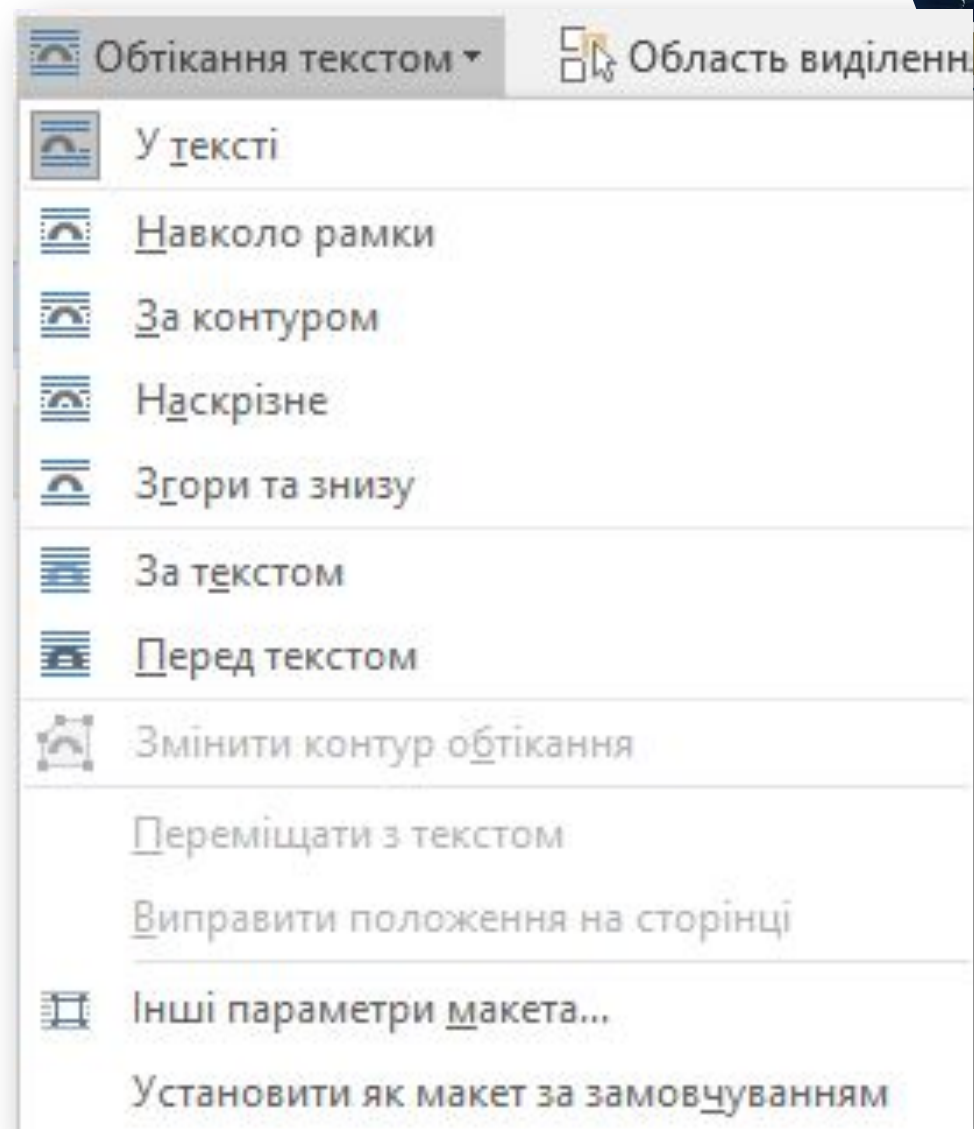 Обтікання текстом
Область виділенн
У тексті
Навколо рамки
За контуром
Наскрізне
Згори та знизу
За текстом
Перед текстом
Змінити контур обтікання
Переміщати з текстом
Виправити положення на сторінці
Інші параметри макета...
Установити як макет за замовчуванням